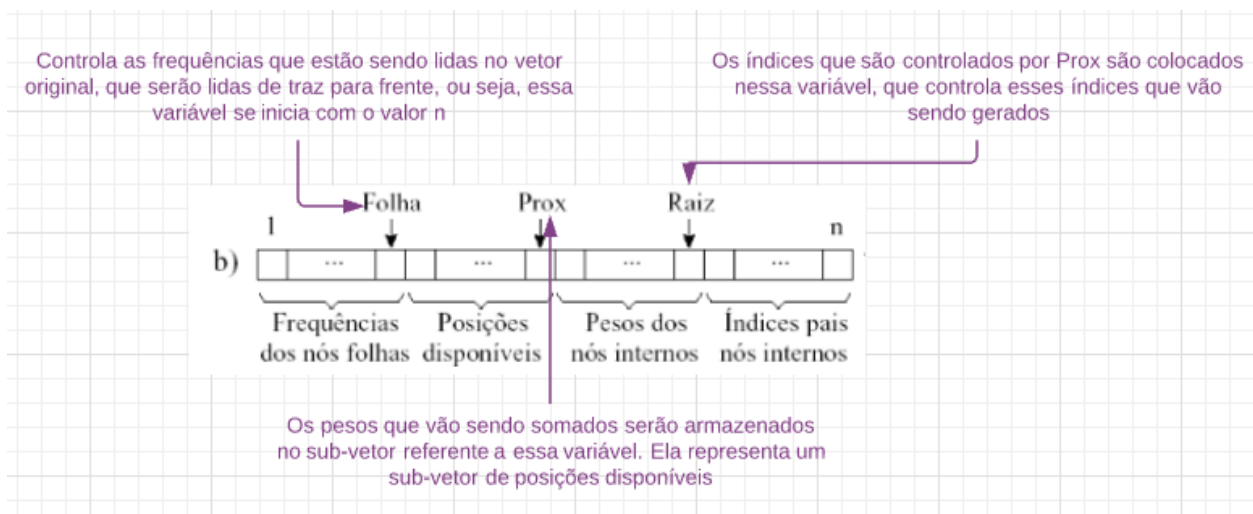 Controla as frequências que estão sendo lidas no vetor
original, que serão lidas de traz para frente, ou seja, essa
variável se inicia com o valor n
Os índices que são controlados por Prox são colocados
nessa variável, que controla esses índices que vão
sendo gerados
Folha Prox Raiz
1 n
b) ... ... ... ...
Frequências Posições Pesos dos Índices pais
dos nós folhas disponíveis nós internos nós internos
Os pesos que vão sendo somados serão armazenados
no sub-vetor referente a essa variável. Ela representa um
sub-vetor de posições disponíveis